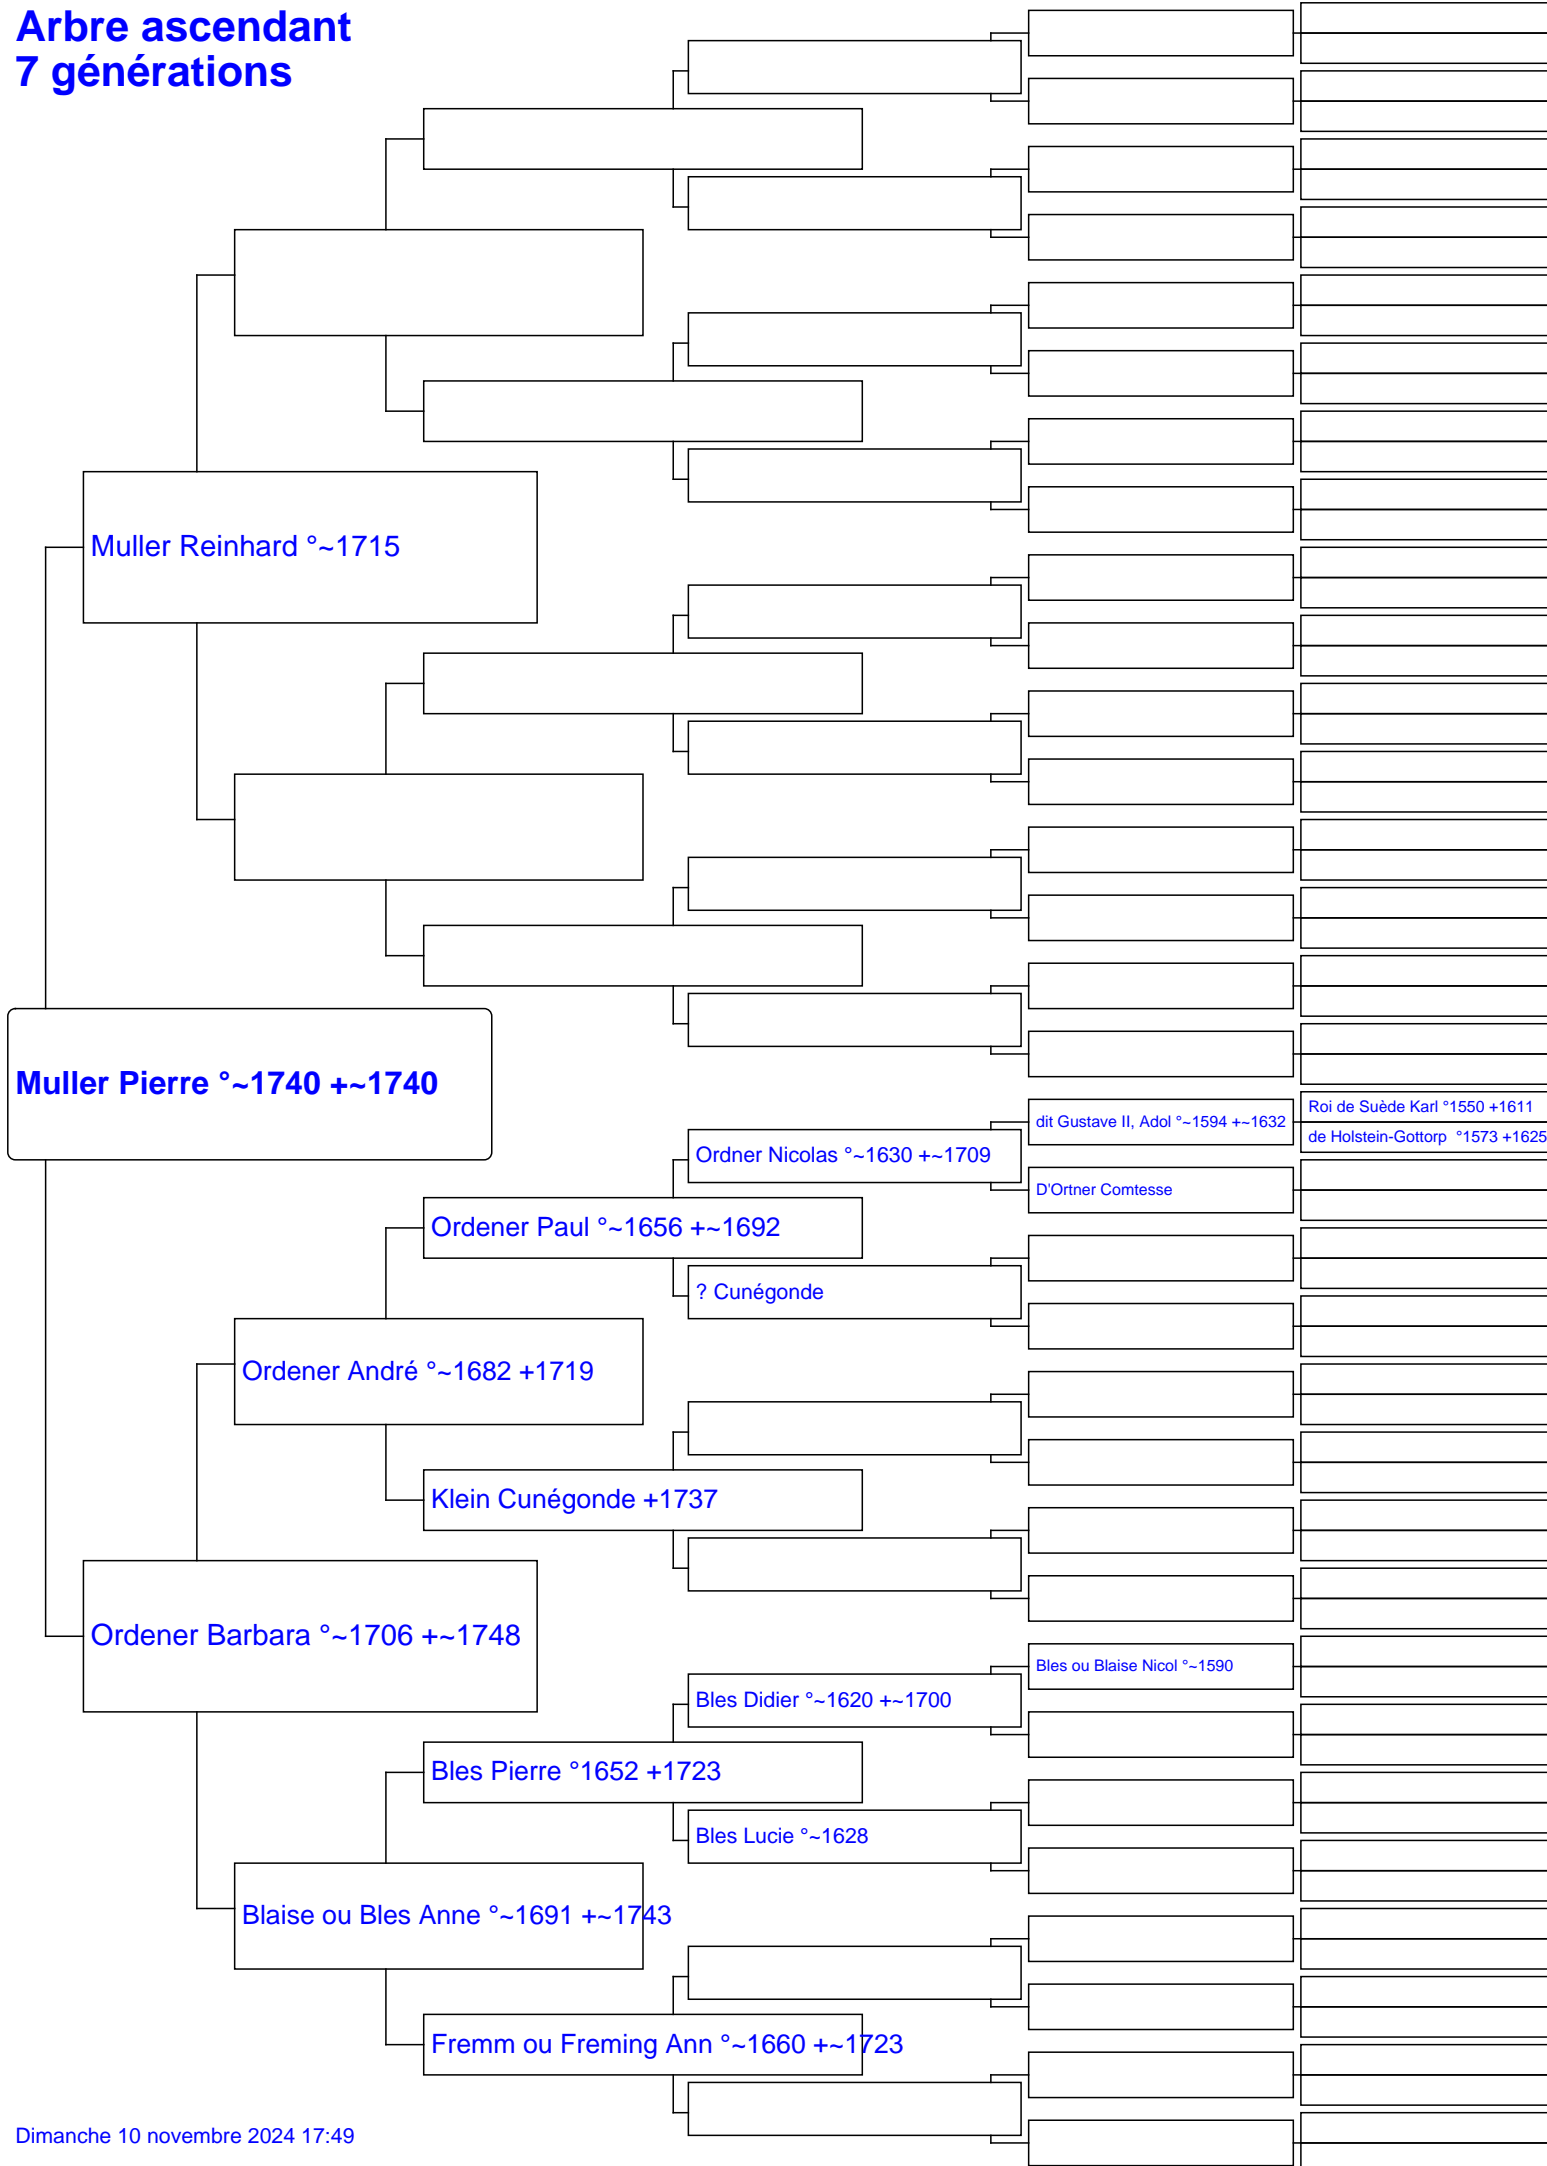 Arbre ascendant
7 générations
Muller Reinhard °~1715
Muller Pierre °~1740 +~1740
dit Gustave II, Adol °~1594 +~1632
Roi de Suède Karl °1550 +1611
de Holstein-Gottorp °1573 +1625
Ordner Nicolas °~1630 +~1709
D'Ortner Comtesse
Ordener Paul °~1656 +~1692
? Cunégonde
Ordener André °~1682 +1719
Klein Cunégonde +1737
Ordener Barbara °~1706 +~1748
Bles ou Blaise Nicol °~1590
Bles Didier °~1620 +~1700
Bles Pierre °1652 +1723
Bles Lucie °~1628
Blaise ou Bles Anne °~1691 +~1743
Fremm ou Freming Ann °~1660 +~1723
Dimanche 10 novembre 2024 17:49